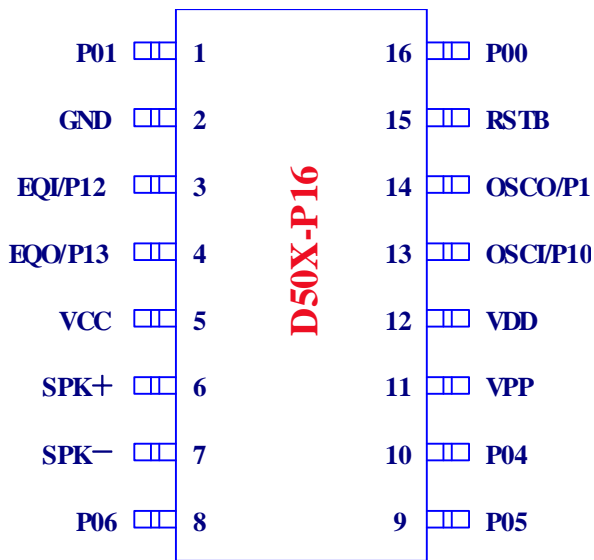 P01 1 16 P00
GND 2 15 RSTB
EQI/P12 3 14 OSCO/P1
EQO/P13 4 13 OSCI/P10
VCC 5 12 VDD
SPK+ 6 11 VPP
SPK− 7 10 P04
P06 8 9 P05
D50X-P16